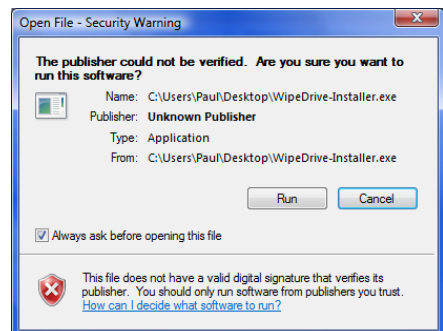 Open File - Security Warning
The publisher could not be verified.  Are you sure you want to
run this software?
Name: C:\Users\Paul\Desktop\WipeDrive-Installer.exe
Publisher: Unknown Publisher
Type: Application
From: C:\Users\Paul\Desktop\WipeDrive-Installer.exe
Run Cancel
Always ask before opening this file
This file does not have a valid digital signature that verifies its
publisher. You should only run software from publishers you trust.
How can I decide what software to run?